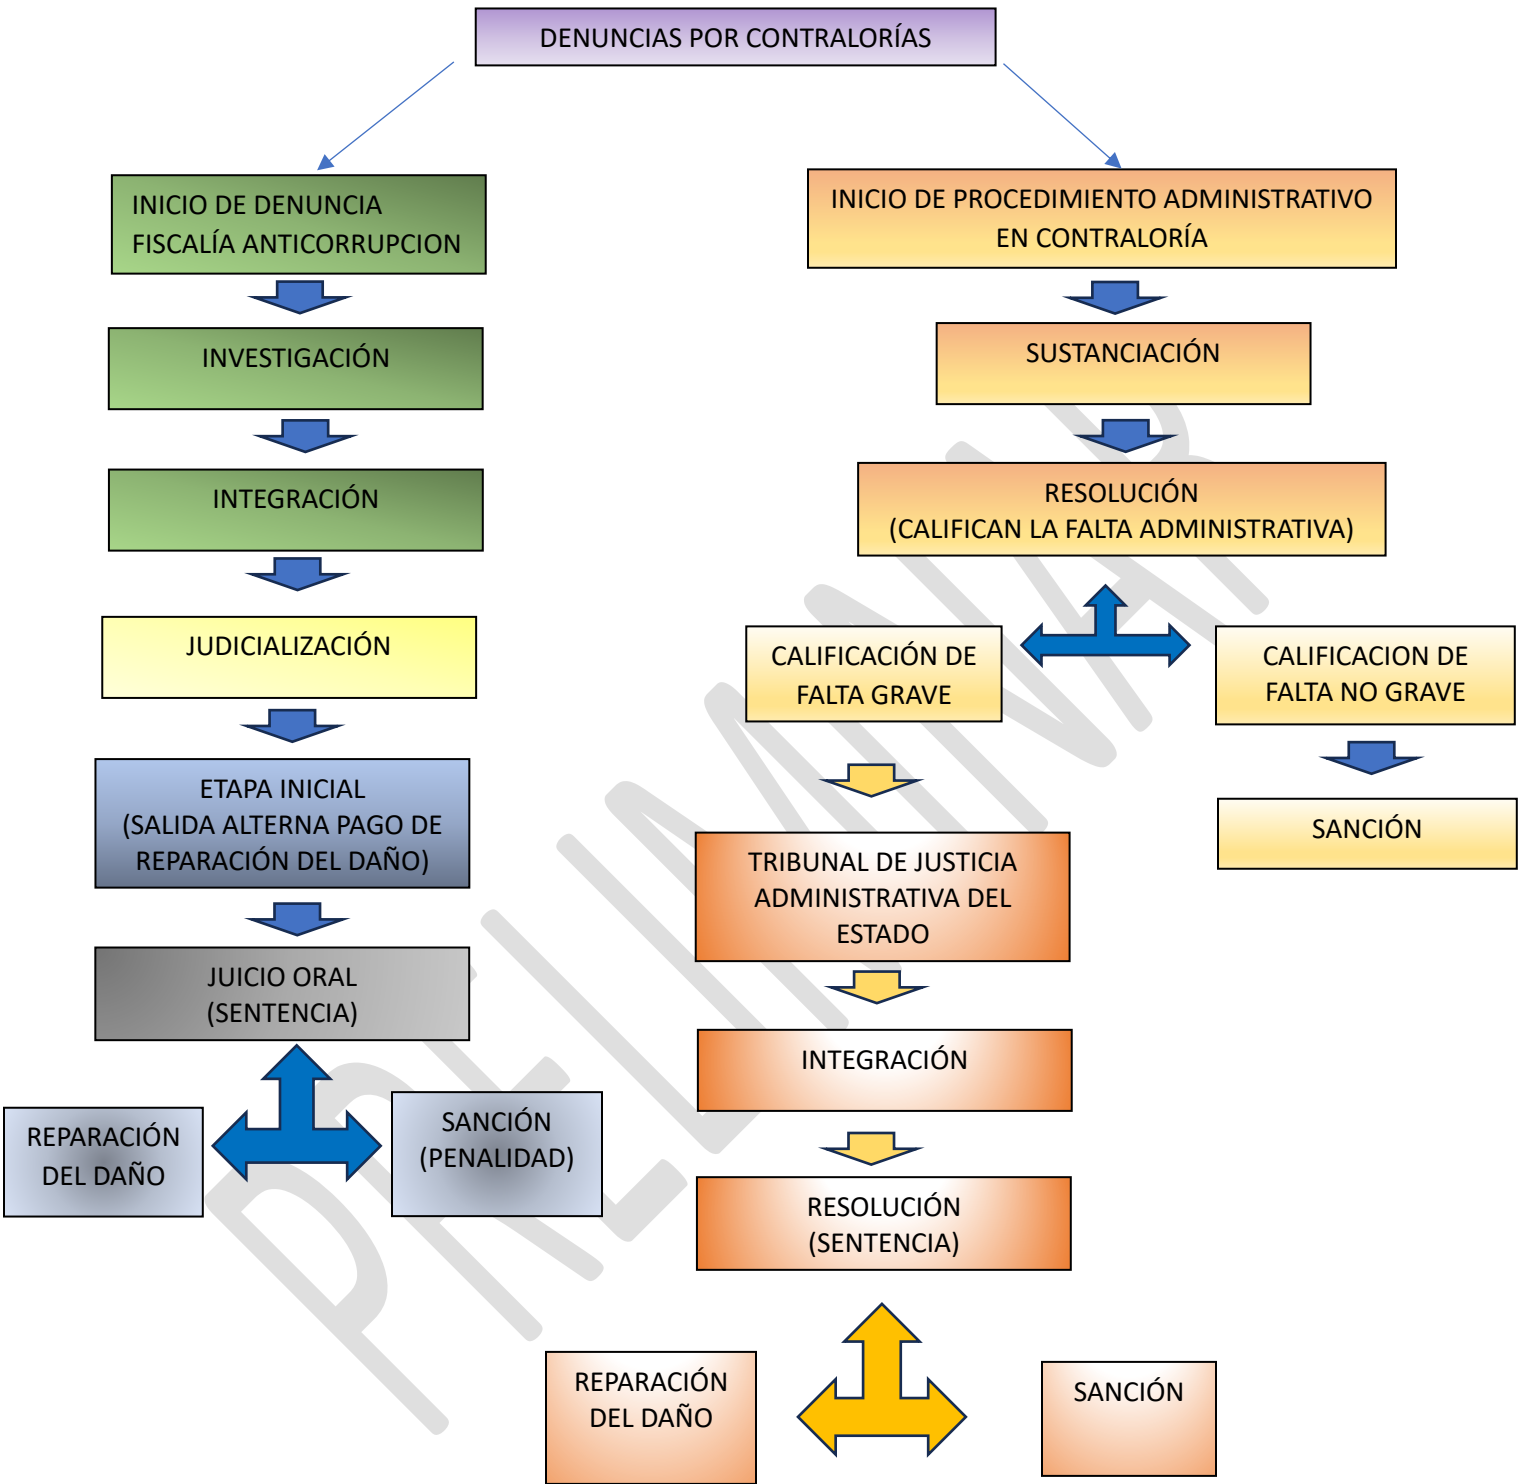 DENUNCIAS POR CONTRALORÍAS
INICIO DE DENUNCIA
FISCALÍA ANTICORRUPCION
INVESTIGACIÓN
INTEGRACIÓN
JUDICIALIZACIÓN
ETAPA INICIAL
(SALIDA ALTERNA PAGO DE
REPARACIÓN DEL DAÑO)
JUICIO ORAL
(SENTENCIA)
REPARACIÓN
DEL DAÑO
SANCIÓN
(PENALIDAD)
INICIO DE PROCEDIMIENTO ADMINISTRATIVO
EN CONTRALORÍA
SUSTANCIACIÓN
RESOLUCIÓN
(CALIFICAN LA FALTA ADMINISTRATIVA)
CALIFICACIÓN DE
FALTA GRAVE
CALIFICACION DE
FALTA NO GRAVE
SANCIÓN
TRIBUNAL DE JUSTICIA
ADMINISTRATIVA DEL
ESTADO
INTEGRACIÓN
RESOLUCIÓN
(SENTENCIA)
REPARACIÓN
DEL DAÑO
SANCIÓN
PRELIMINAR